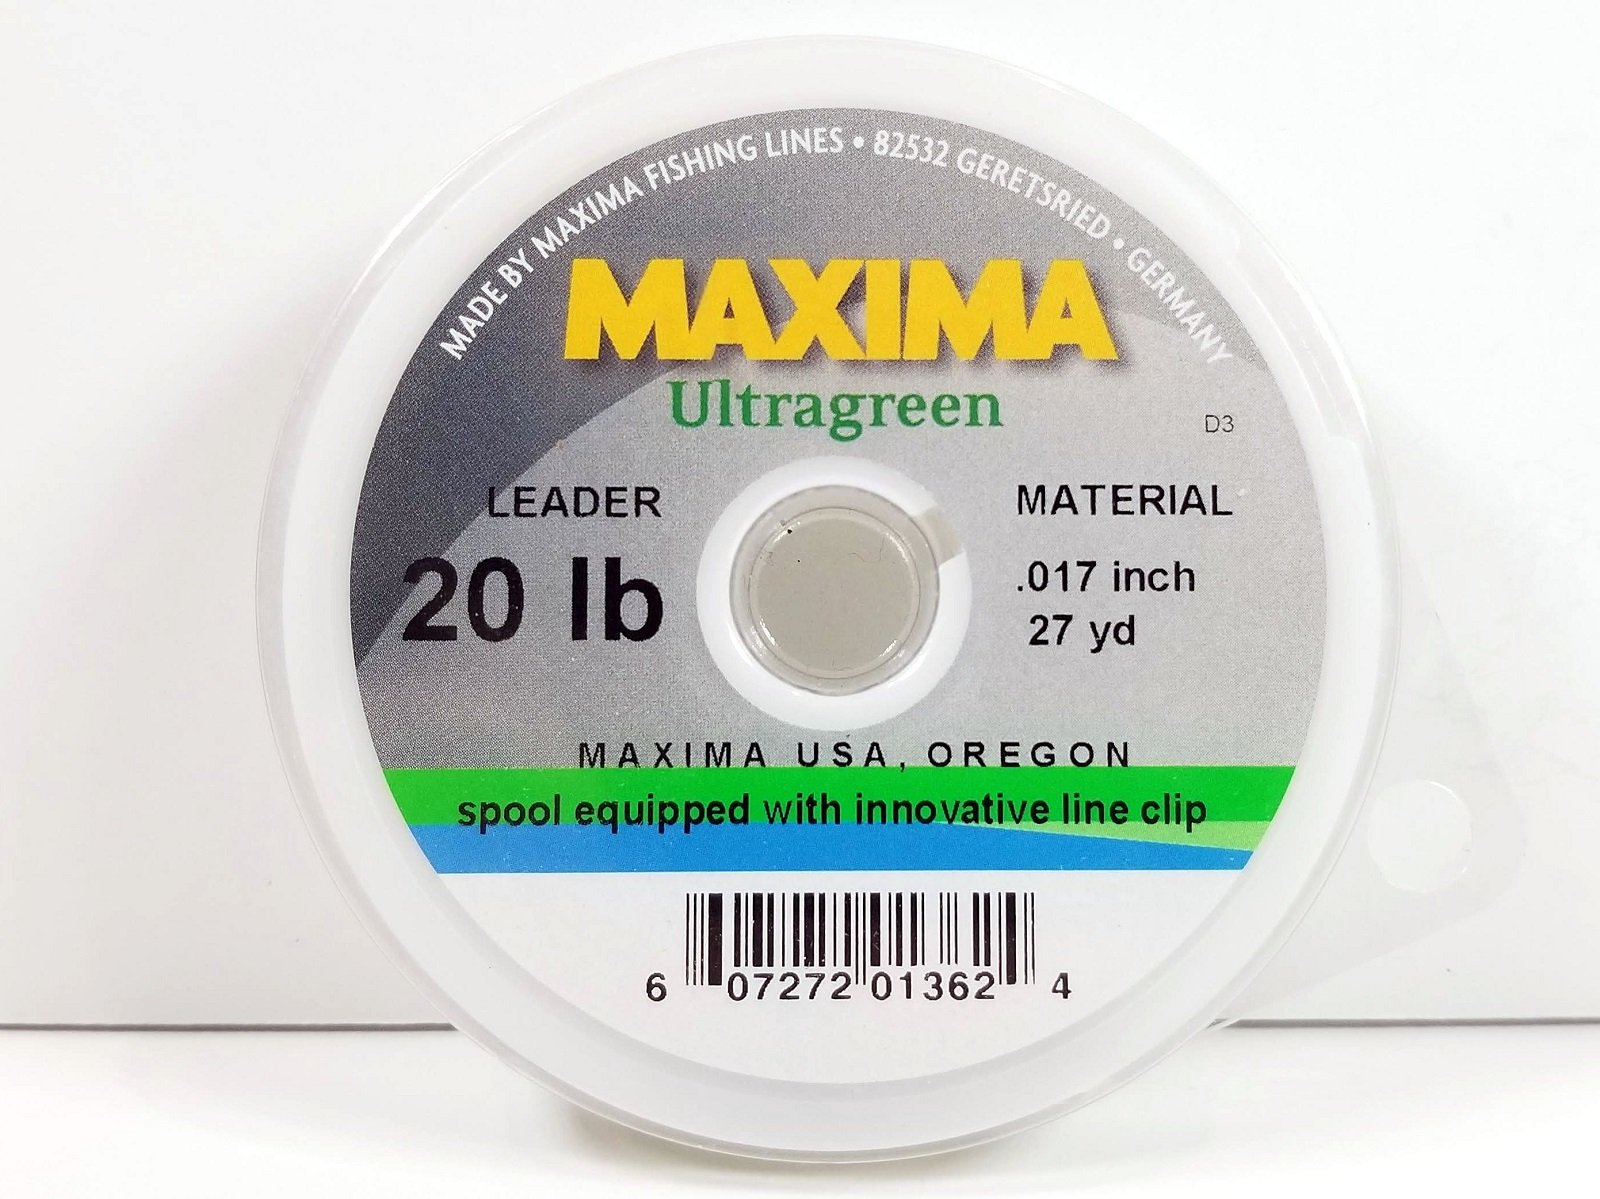 MADE BY MAXIMA FISHING LINES • 82532 GERETSRIED • GERMANY
MAXIMA
Ultragreen
D3
LEADER MATERIAL
20 lb
.017 inch
27 yd
MAXIMA USA, OREGON
spool equipped with innovative line clip
6 07272 01362 4